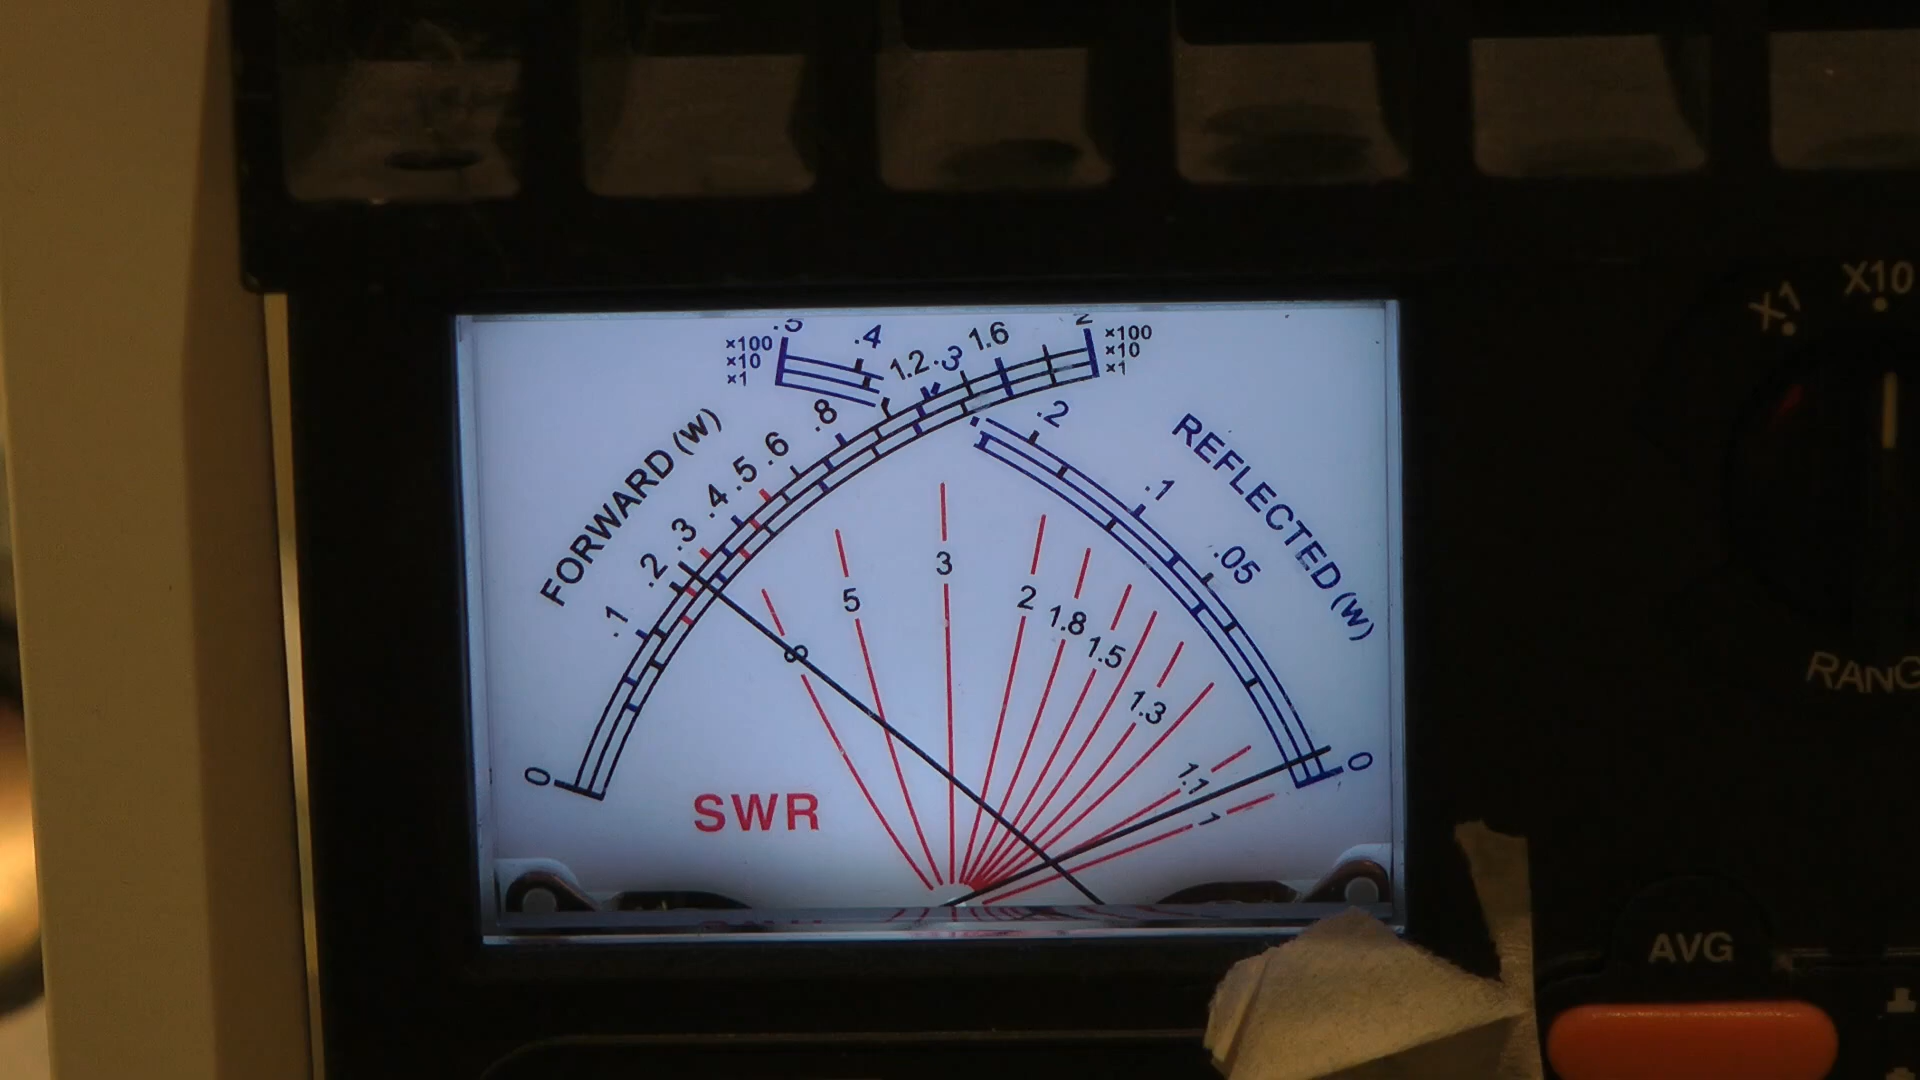 .5 .4 1.2 .3 1.6 2
×100 ×100
×10 ×10
×1 ×1
FORWARD (W)
0 .1 .2 .3 .4 .5 .6 .8
REFLECTED (W)
.2 .1 .05 0
∞ 5 3 2 1.8 1.5 1.3 1.1 1
SWR
X1 X10
RANG
AVG